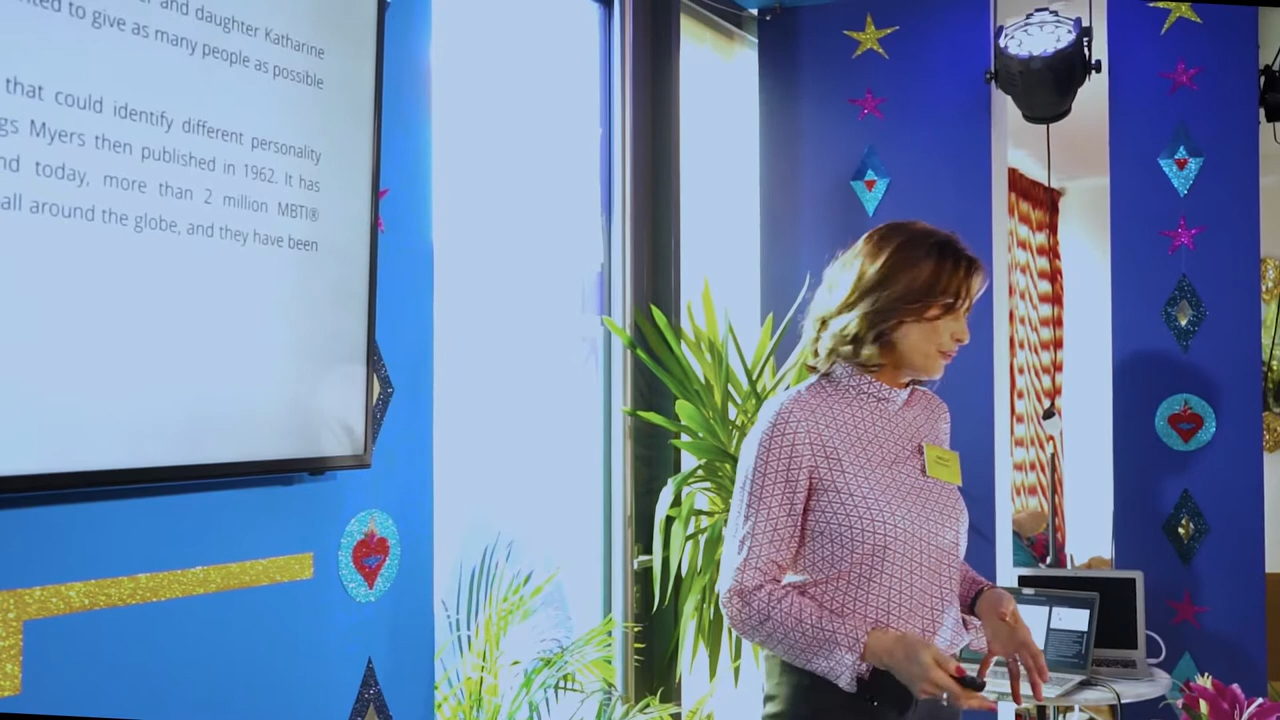 and daughter Katharine
ted to give as many people as possible
that could identify different personality
gs Myers then published in 1962. It has
nd today, more than 2 million MBTI®
all around the globe, and they have been